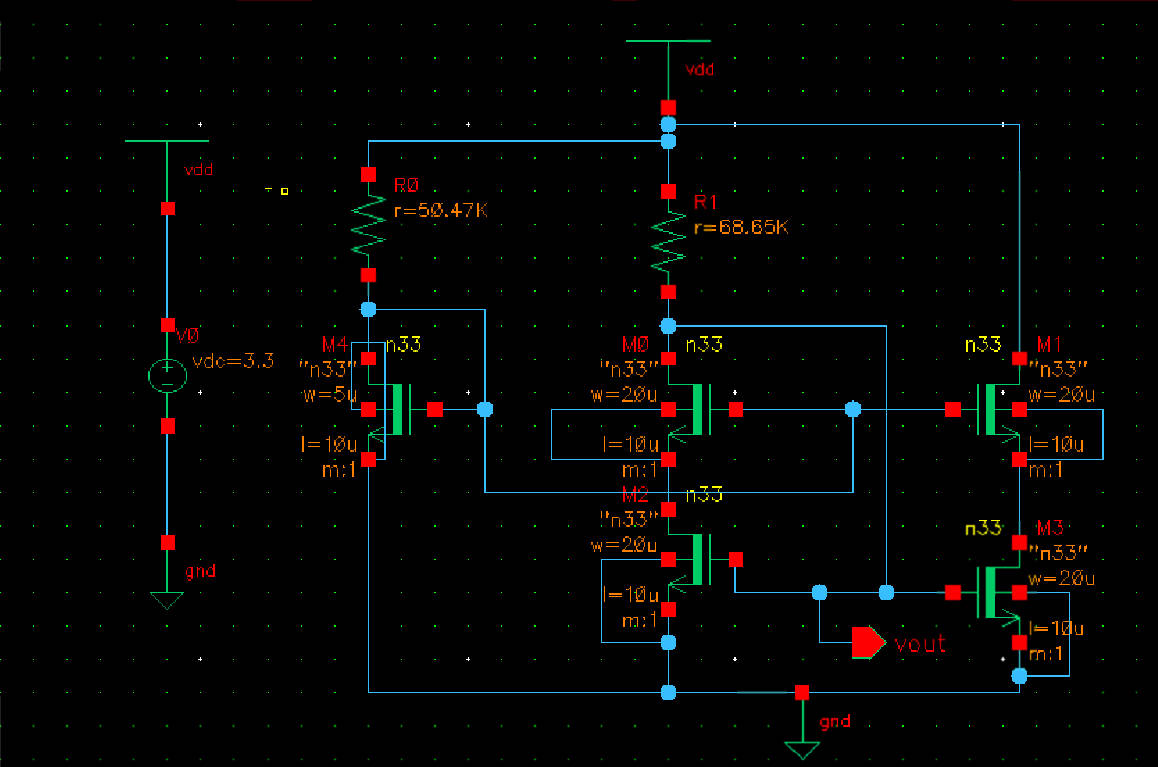 vdd
vdd
R0
r=50.47K
R1
r=68.65K
V0
vdc=3.3
M4
n33
"n33"
w=5u
l=10u
m:1
M0
n33
"n33"
w=20u
l=10u
m:1
n33
M1
"n33"
w=20u
l=10u
m:1
M2
n33
"n33"
w=20u
l=10u
m:1
n33
M3
"n33"
w=20u
l=10u
m:1
gnd
vout
gnd